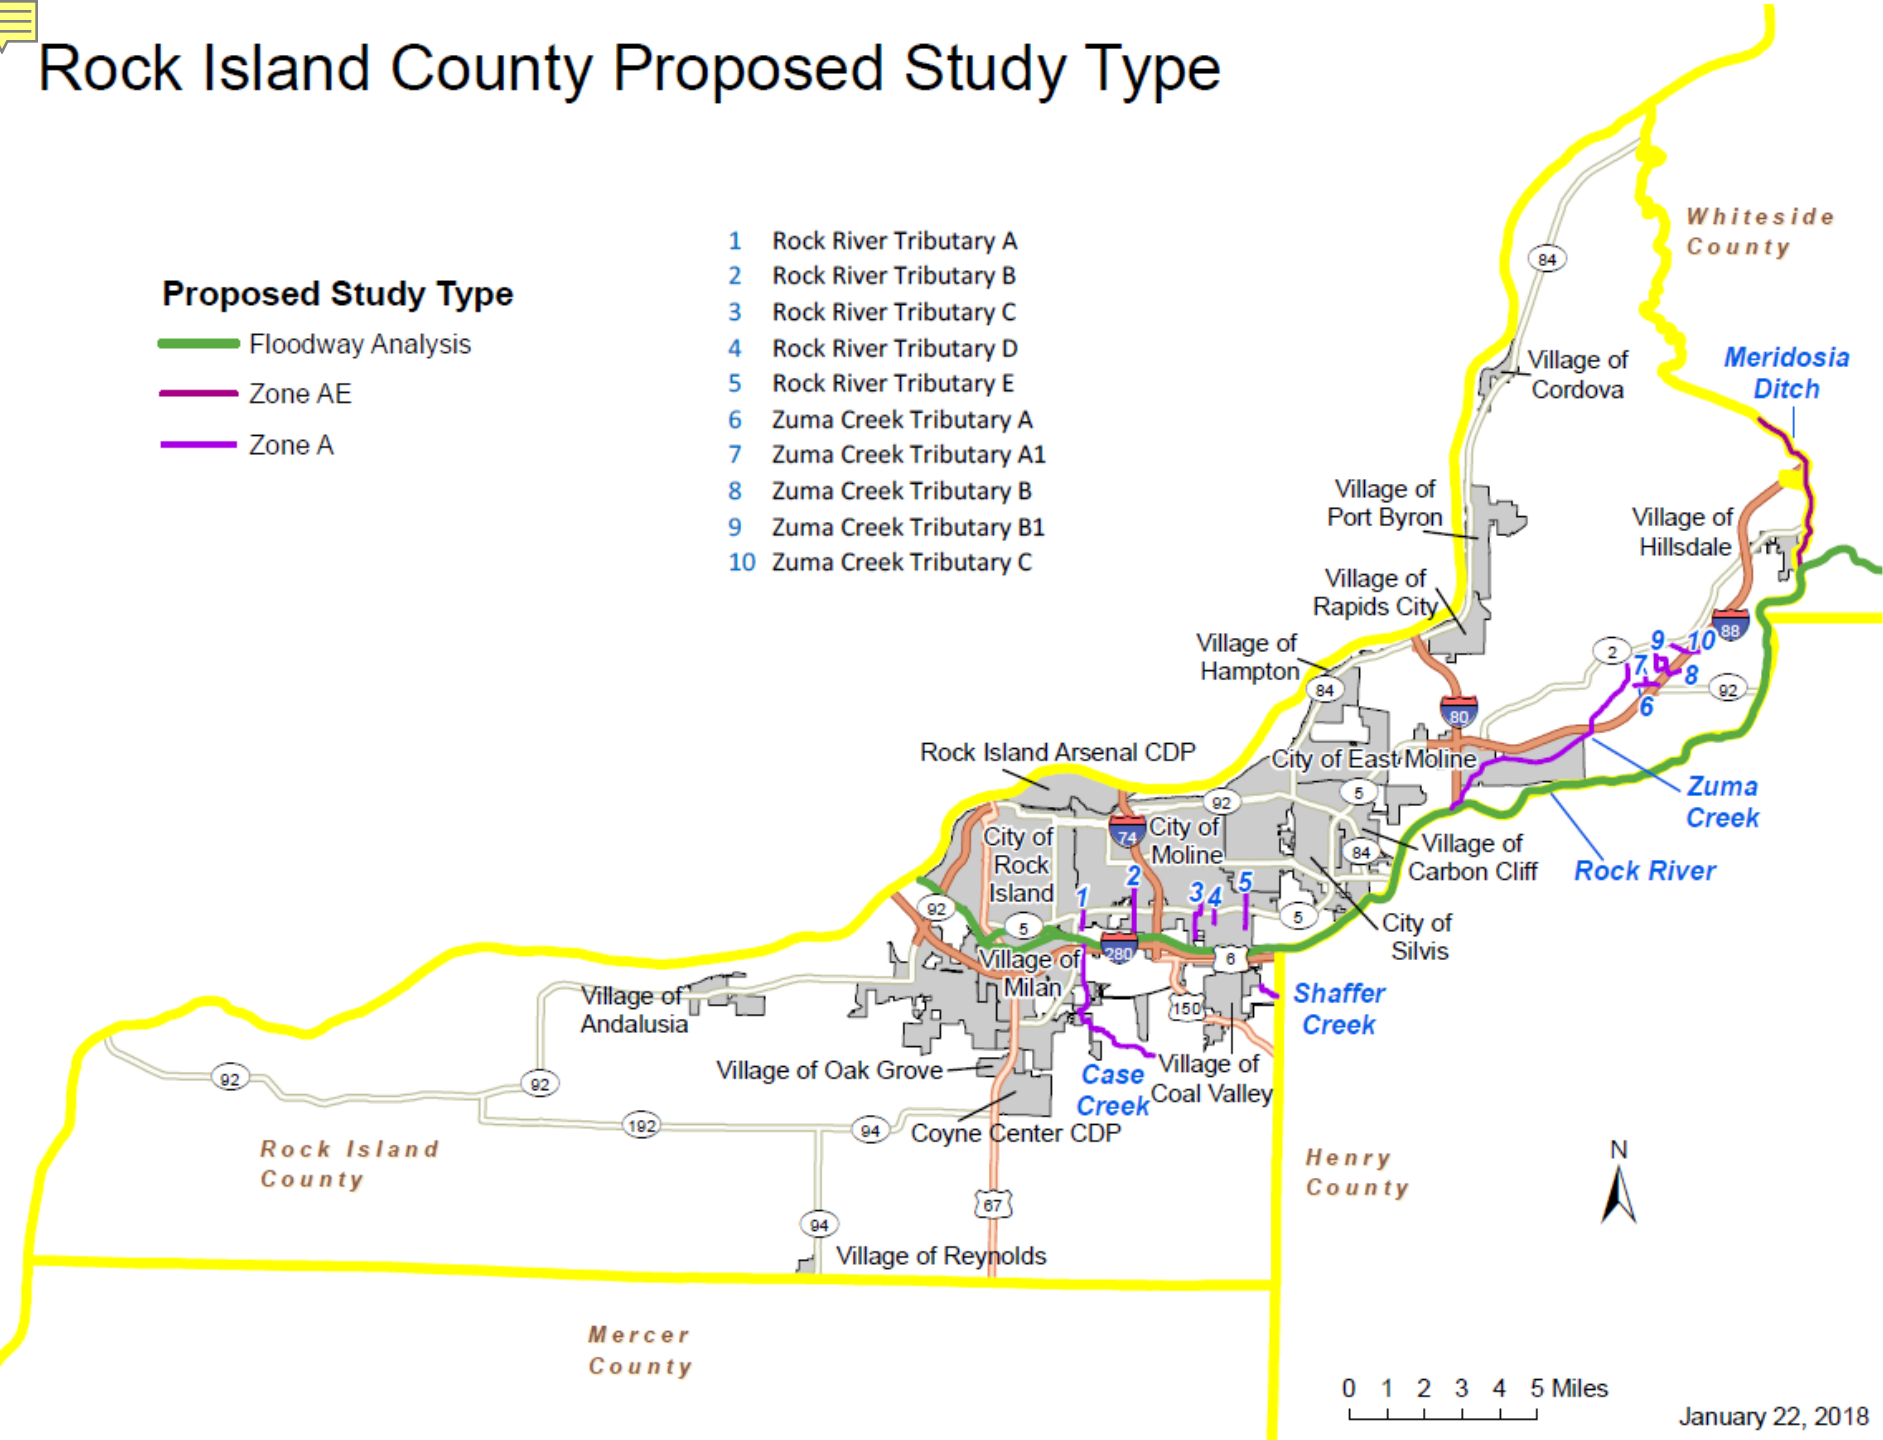 Rock Island County Proposed Study Type
Proposed Study Type
Floodway Analysis
Zone AE
Zone A
1 Rock River Tributary A
2 Rock River Tributary B
3 Rock River Tributary C
4 Rock River Tributary D
5 Rock River Tributary E
6 Zuma Creek Tributary A
7 Zuma Creek Tributary A1
8 Zuma Creek Tributary B
9 Zuma Creek Tributary B1
10 Zuma Creek Tributary C
Whiteside
County
84
Village of
Cordova
Meridosia
Ditch
Village of
Port Byron
Village of
Hillsdale
Village of
Rapids City
Village of
Hampton
84
88
2
9
10
7
8
6
92
80
Rock Island Arsenal CDP
City of East Moline
92
5
Zuma
Creek
City of
Rock
Island
74
City of
Moline
84
Village of
Carbon Cliff
Rock River
1
2
3
4
5
92
5
5
City of
Silvis
280
6
Village of
Milan
Village of
Andalusia
150
Shaffer
Creek
92
92
Village of Oak Grove
Case
Creek
Village of
Coal Valley
192
94
Coyne Center CDP
Rock Island
County
Henry
County
N
67
94
Village of Reynolds
Mercer
County
0 1 2 3 4 5 Miles
January 22, 2018